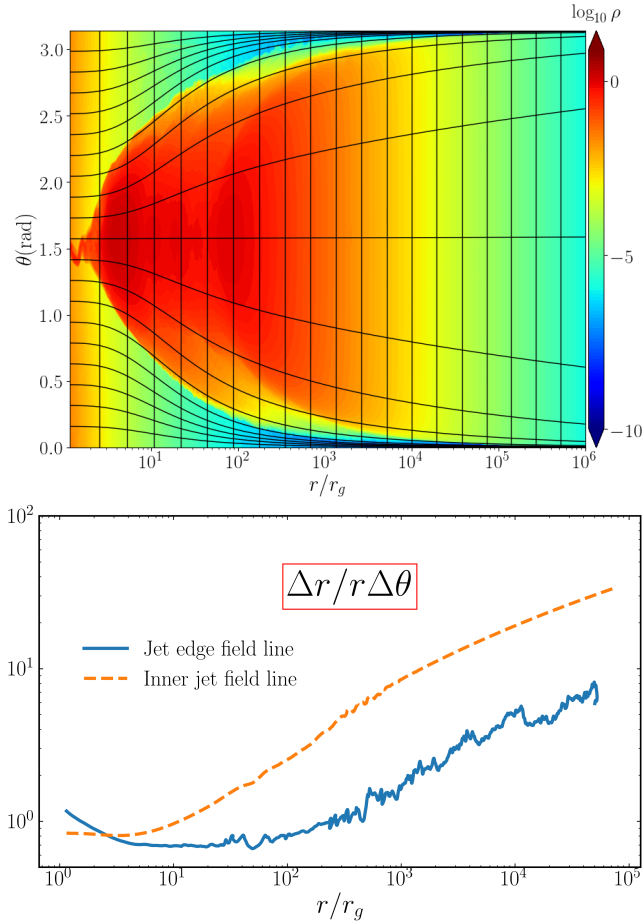 log₁₀ ρ
3.0
2.5
2.0
1.5
1.0
0.5
0.0
θ(rad)
10¹ 10² 10³ 10⁴ 10⁵ 10⁶
r/r_g
0
−5
−10
10²
10¹
10⁰
Δr/rΔθ
Jet edge field line
Inner jet field line
10⁰ 10¹ 10² 10³ 10⁴ 10⁵
r/r_g